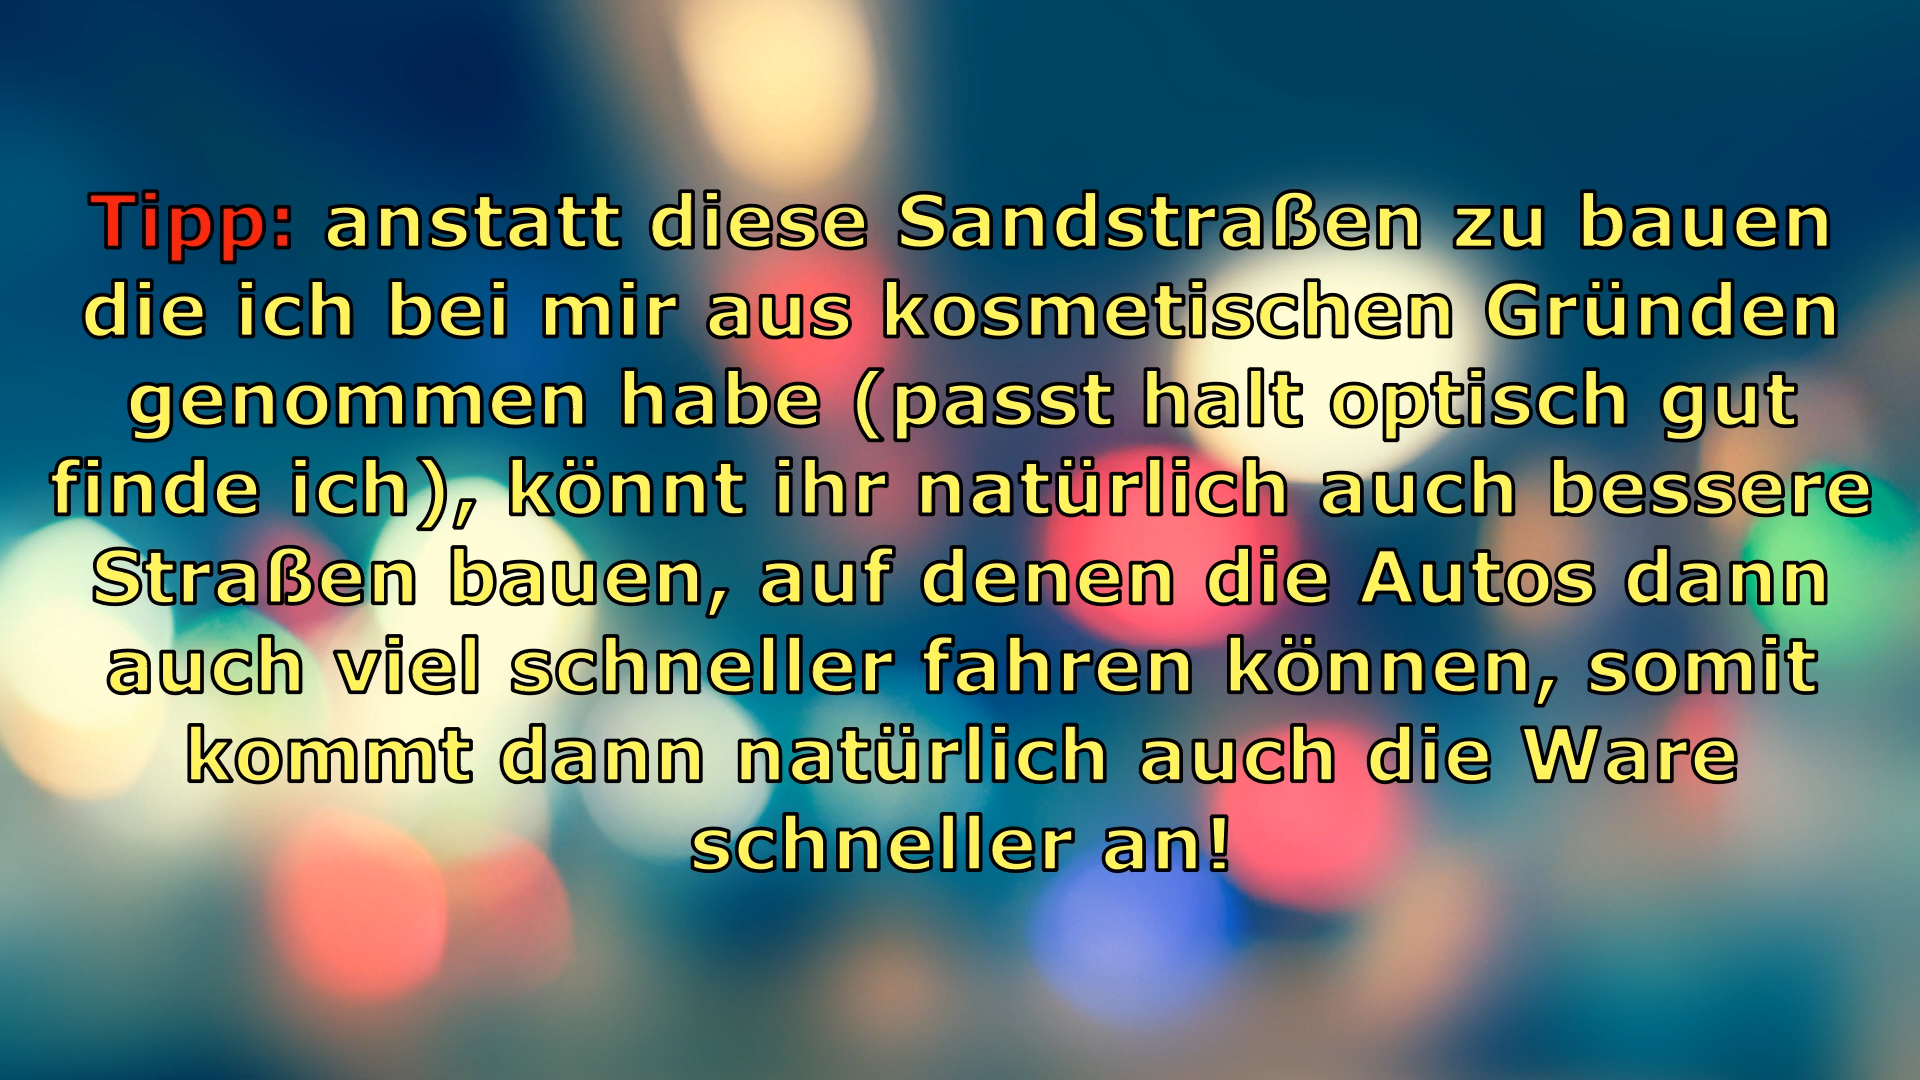 Tipp: anstatt diese Sandstraßen zu bauen
die ich bei mir aus kosmetischen Gründen
genommen habe (passt halt optisch gut
finde ich), könnt ihr natürlich auch bessere
Straßen bauen, auf denen die Autos dann
auch viel schneller fahren können, somit
kommt dann natürlich auch die Ware
schneller an!